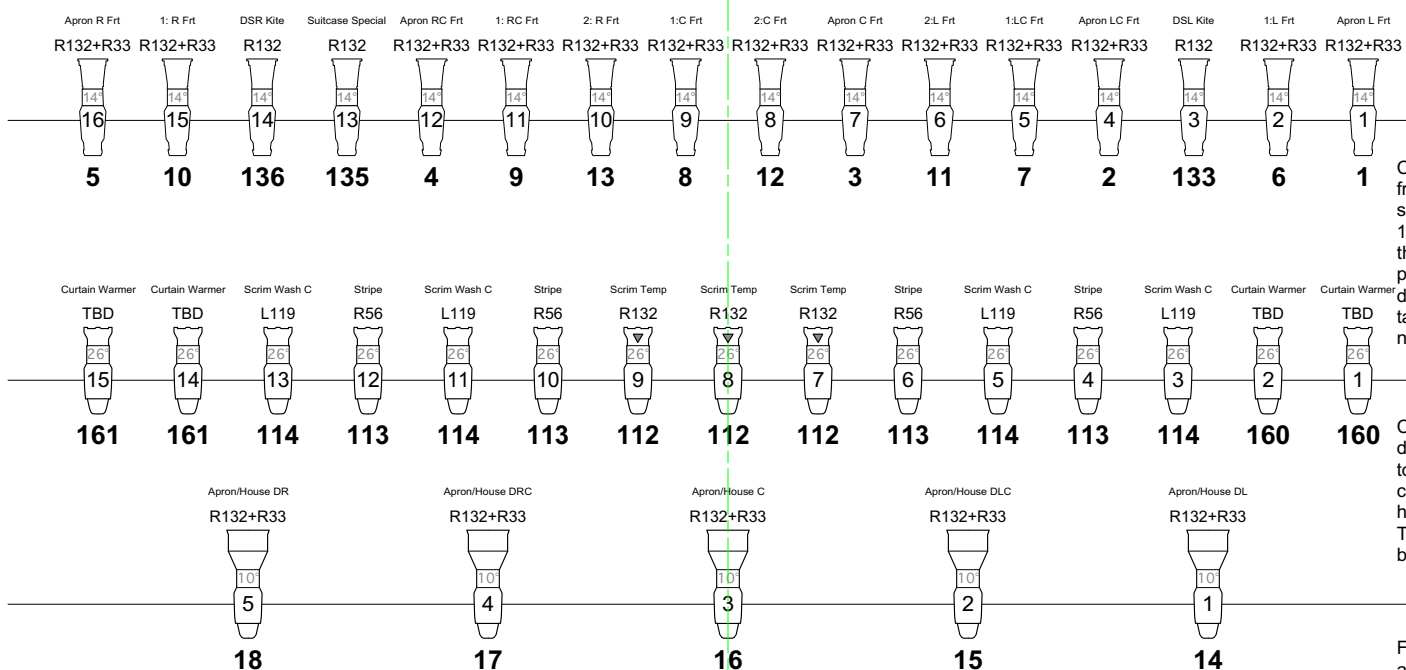 Apron R Frt 1: R Frt DSR Kite Suitcase Special Apron RC Frt 1: RC Frt 2: R Frt 1:C Frt 2:C Frt Apron C Frt 2:L Frt 1:LC Frt Apron LC Frt DSL Kite 1:L Frt Apron L Frt
R132+R33 R132+R33 R132 R132 R132+R33 R132+R33 R132+R33 R132+R33 R132+R33 R132+R33 R132+R33 R132+R33 R132+R33 R132 R132+R33 R132+R33
14° 14° 14° 14° 14° 14° 14° 14° 14° 14° 14° 14° 14° 14° 14° 14°
16 15 14 13 12 11 10 9 8 7 6 5 4 3 2 1
5 10 136 135 4 9 13 8 12 3 11 7 2 133 6 1
Curtain Warmer Curtain Warmer Scrim Wash C Stripe Scrim Wash C Stripe Scrim Temp Scrim Temp Scrim Temp Stripe Scrim Wash C Stripe Scrim Wash C Curtain Warmer Curtain Warmer
TBD TBD L119 R56 L119 R56 R132 R132 R132 R56 L119 R56 L119 TBD TBD
26° 26° 26° 26° 26° 26° 26° 26° 26° 26° 26° 26° 26° 26° 26°
15 14 13 12 11 10 9 8 7 6 5 4 3 2 1
161 161 114 113 114 113 112 112 112 113 114 113 114 160 160
Apron/House DR Apron/House DRC Apron/House C Apron/House DLC Apron/House DL
R132+R33 R132+R33 R132+R33 R132+R33 R132+R33
10° 10° 10° 10° 10°
5 4 3 2 1
18 17 16 15 14